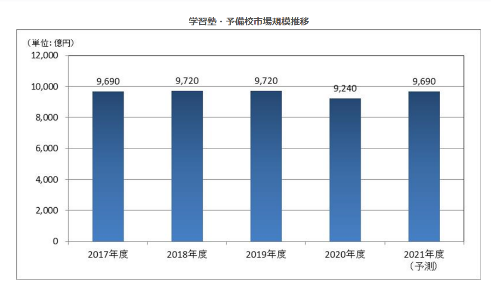 学習塾・予備校市場規模推移
（単位：億円）
12,000
10,000
8,000
6,000
4,000
2,000
0
9,690
9,720
9,720
9,240
9,690
2017年度
2018年度
2019年度
2020年度
2021年度
（予測）